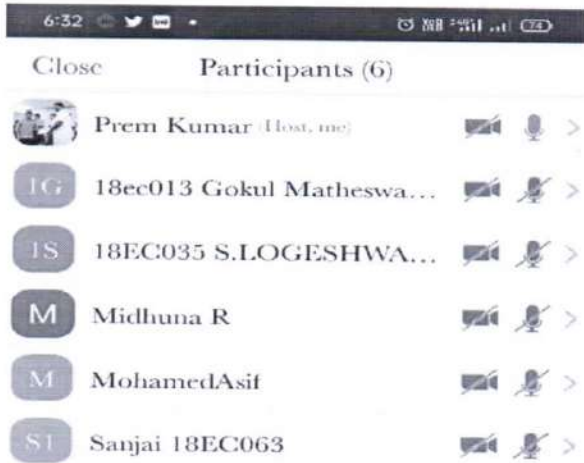 6:32 74
Close Participants (6)
Prem Kumar (Host, me)
1G 18ec013 Gokul Matheswa...
1S 18EC035 S.LOGESHWA...
M Midhuna R
M MohamedAsif
S1 Sanjai 18EC063